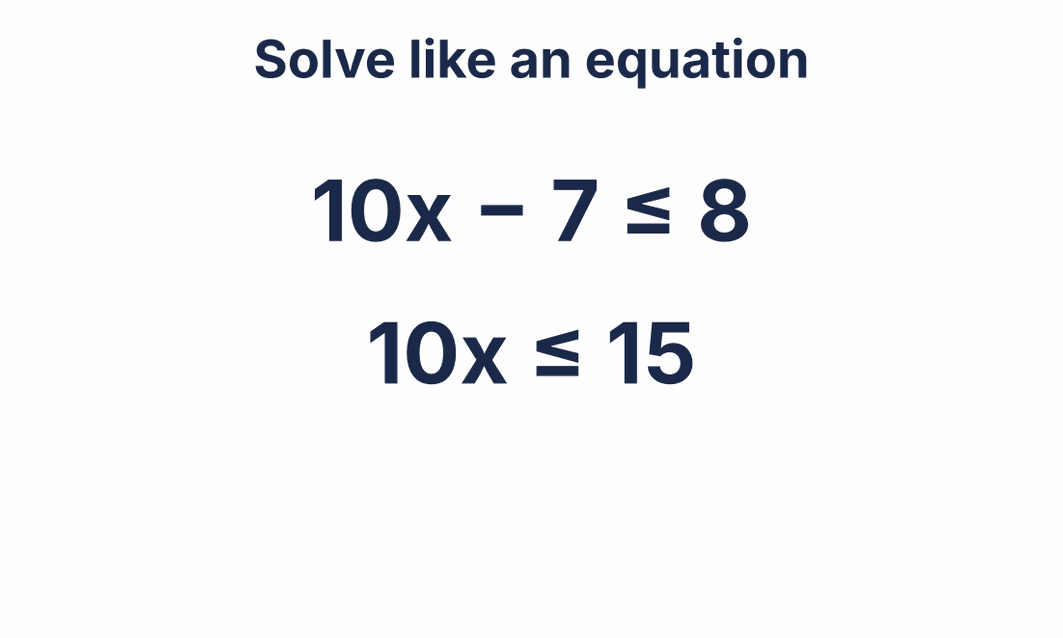 Solve like an equation
10x − 7 ≤ 8
10x ≤ 15